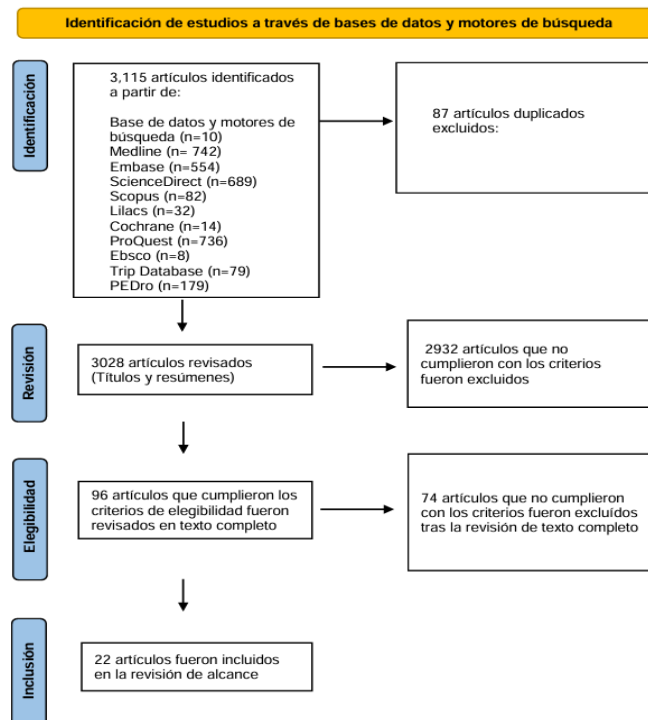 Identificación de estudios a través de bases de datos y motores de búsqueda
Identificación
3,115 artículos identificados
a partir de:
Base de datos y motores de
búsqueda (n=10)
Medline (n= 742)
Embase (n=554)
ScienceDirect (n=689)
Scopus (n=82)
Lilacs (n=32)
Cochrane (n=14)
ProQuest (n=736)
Ebsco (n=8)
Trip Database (n=79)
PEDro (n=179)
87 artículos duplicados
excluidos:
Revisión
3028 artículos revisados
(Títulos y resúmenes)
2932 artículos que no
cumplieron con los criterios
fueron excluidos
Elegibilidad
96 artículos que cumplieron los
criterios de elegibilidad fueron
revisados en texto completo
74 artículos que no cumplieron
con los criterios fueron excluídos
tras la revisión de texto completo
Inclusión
22 artículos fueron incluidos
en la revisión de alcance